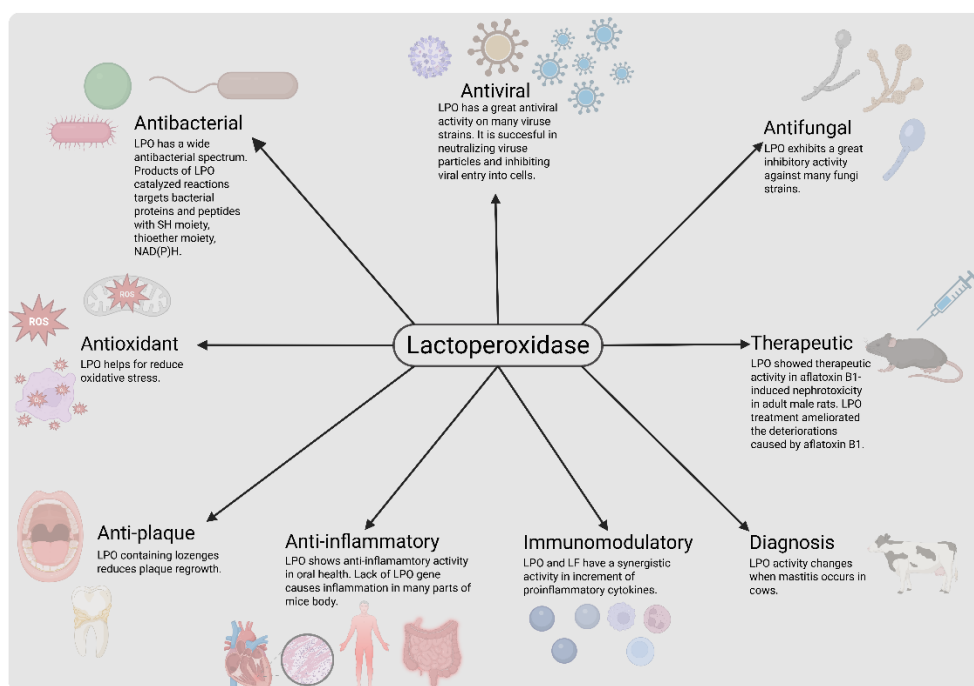 Antiviral
LPO has a great antiviral
activity on many viruse
strains. It is succesful in
neutralizing viruse
particles and inhibiting
viral entry into cells.
Antibacterial
LPO has a wide
antibacterial spectrum.
Products of LPO
catalyzed reactions
targets bacterial
proteins and peptides
with SH moiety,
thioether moiety,
NAD(P)H.
Antifungal
LPO exhibits a great
inhibitory activity
against many fungi
strains.
ROS
ROS
Antioxidant
LPO helps for reduce
oxidative stress.
Lactoperoxidase
Therapeutic
LPO showed therapeutic
activity in aflatoxin B1-
induced nephrotoxicity
in adult male rats. LPO
treatment ameliorated
the deteriorations
caused by aflatoxin B1.
Anti-plaque
LPO containing lozenges
reduces plaque regrowth.
Anti-inflammatory
LPO shows anti-inflamamtory activity
in oral health. Lack of LPO gene
causes inflammation in many parts of
mice body.
Immunomodulatory
LPO and LF have a synergistic
activity in increment of
proinflammatory cytokines.
Diagnosis
LPO activity changes
when mastitis occurs in
cows.